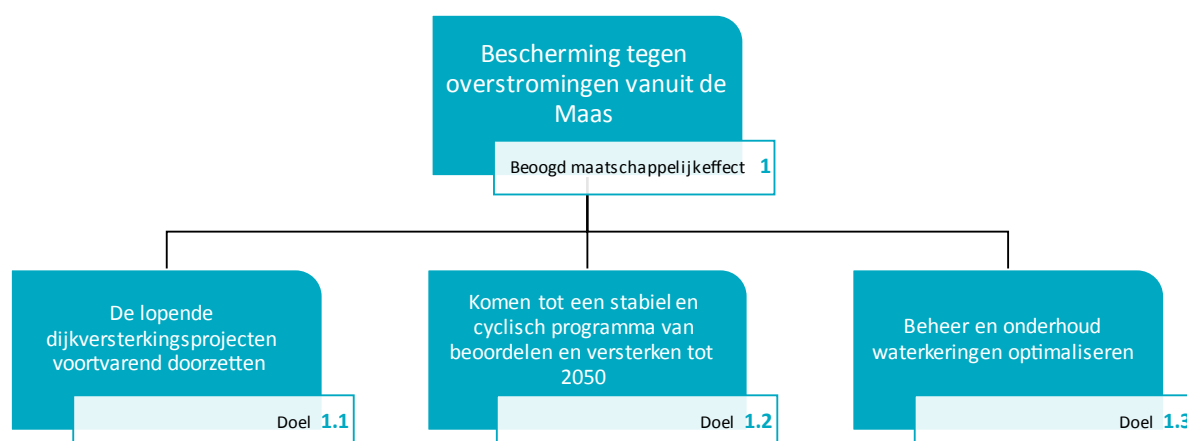 Bescherming tegen
overstromingen vanuit de
Maas
Beoogd maatschappelijkeffect 1
De lopende
dijkversterkingsprojecten
voortvarend doorzetten
Doel 1.1
Komen tot een stabiel en
cyclisch programma van
beoordelen en versterken tot
2050
Doel 1.2
Beheer en onderhoud
waterkeringen optimaliseren
Doel 1.3